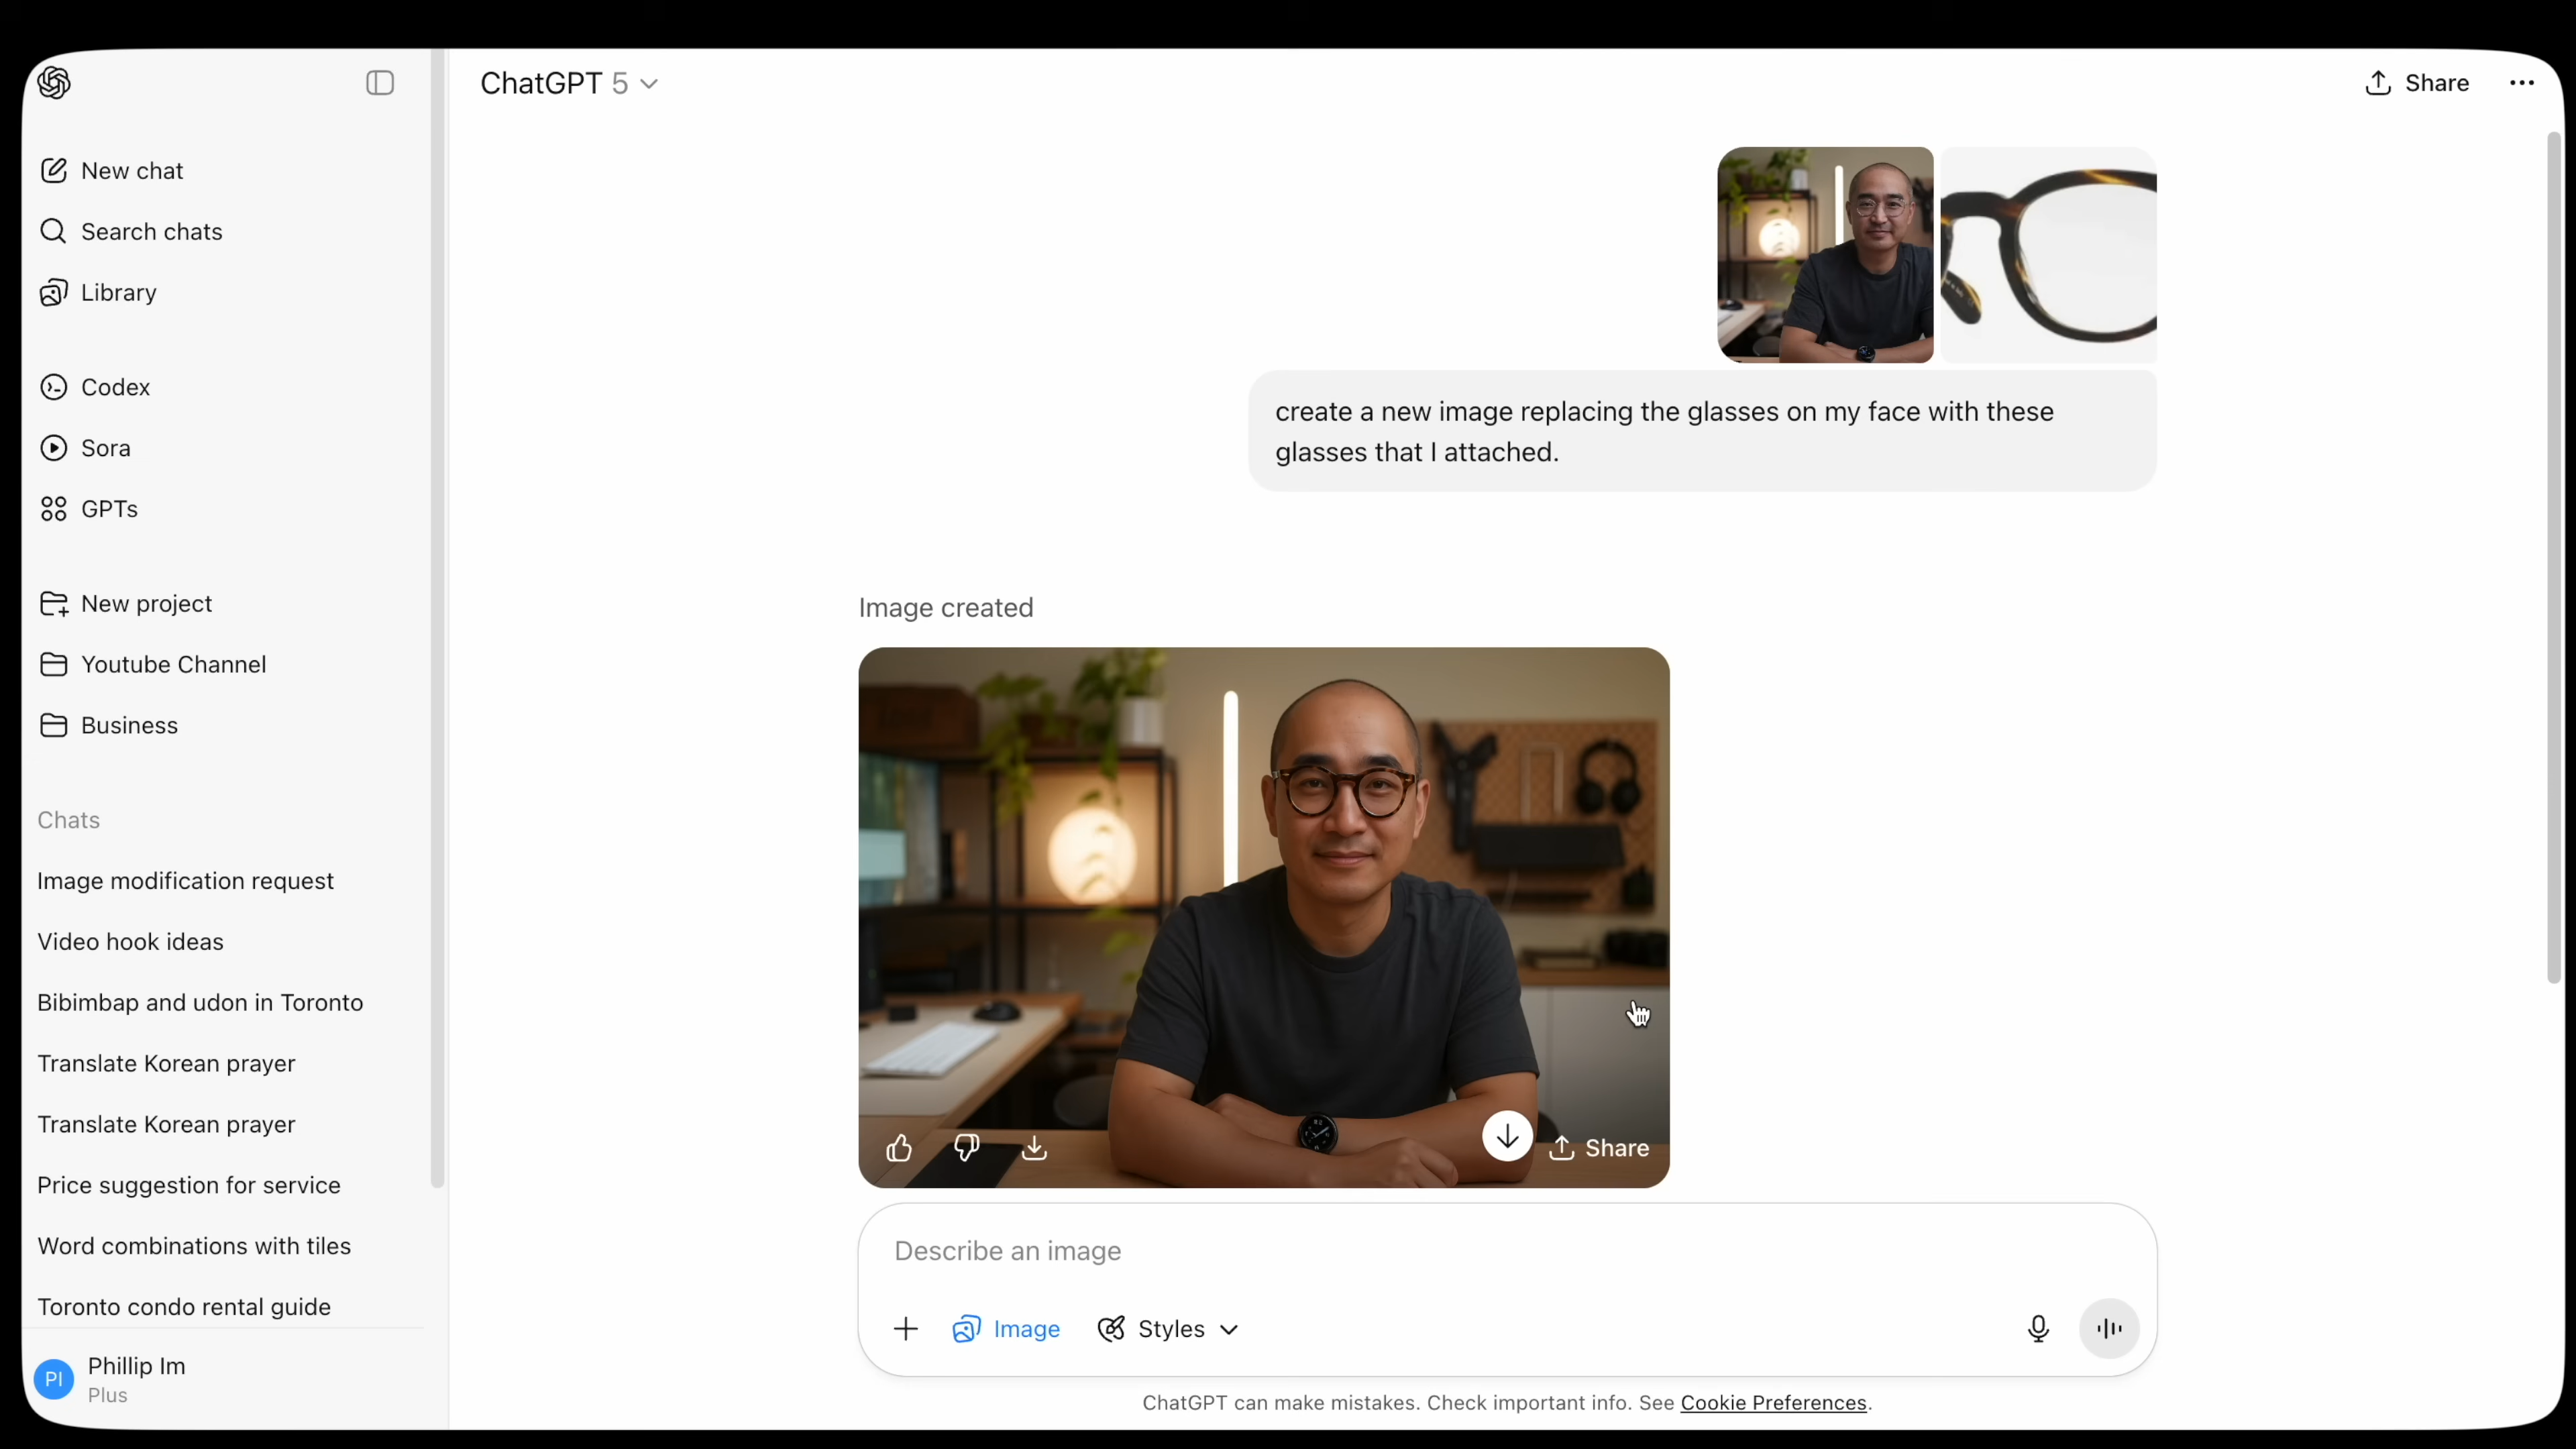 ChatGPT 5
Share
New chat
Search chats
Library
Codex
Sora
GPTs
New project
Youtube Channel
Business
Chats
Image modification request
Video hook ideas
Bibimbap and udon in Toronto
Translate Korean prayer
Translate Korean prayer
Price suggestion for service
Word combinations with tiles
Toronto condo rental guide
PI
Phillip Im
Plus
create a new image replacing the glasses on my face with these
glasses that I attached.
Image created
Share
Describe an image
Image
Styles
ChatGPT can make mistakes. Check important info. See Cookie Preferences.